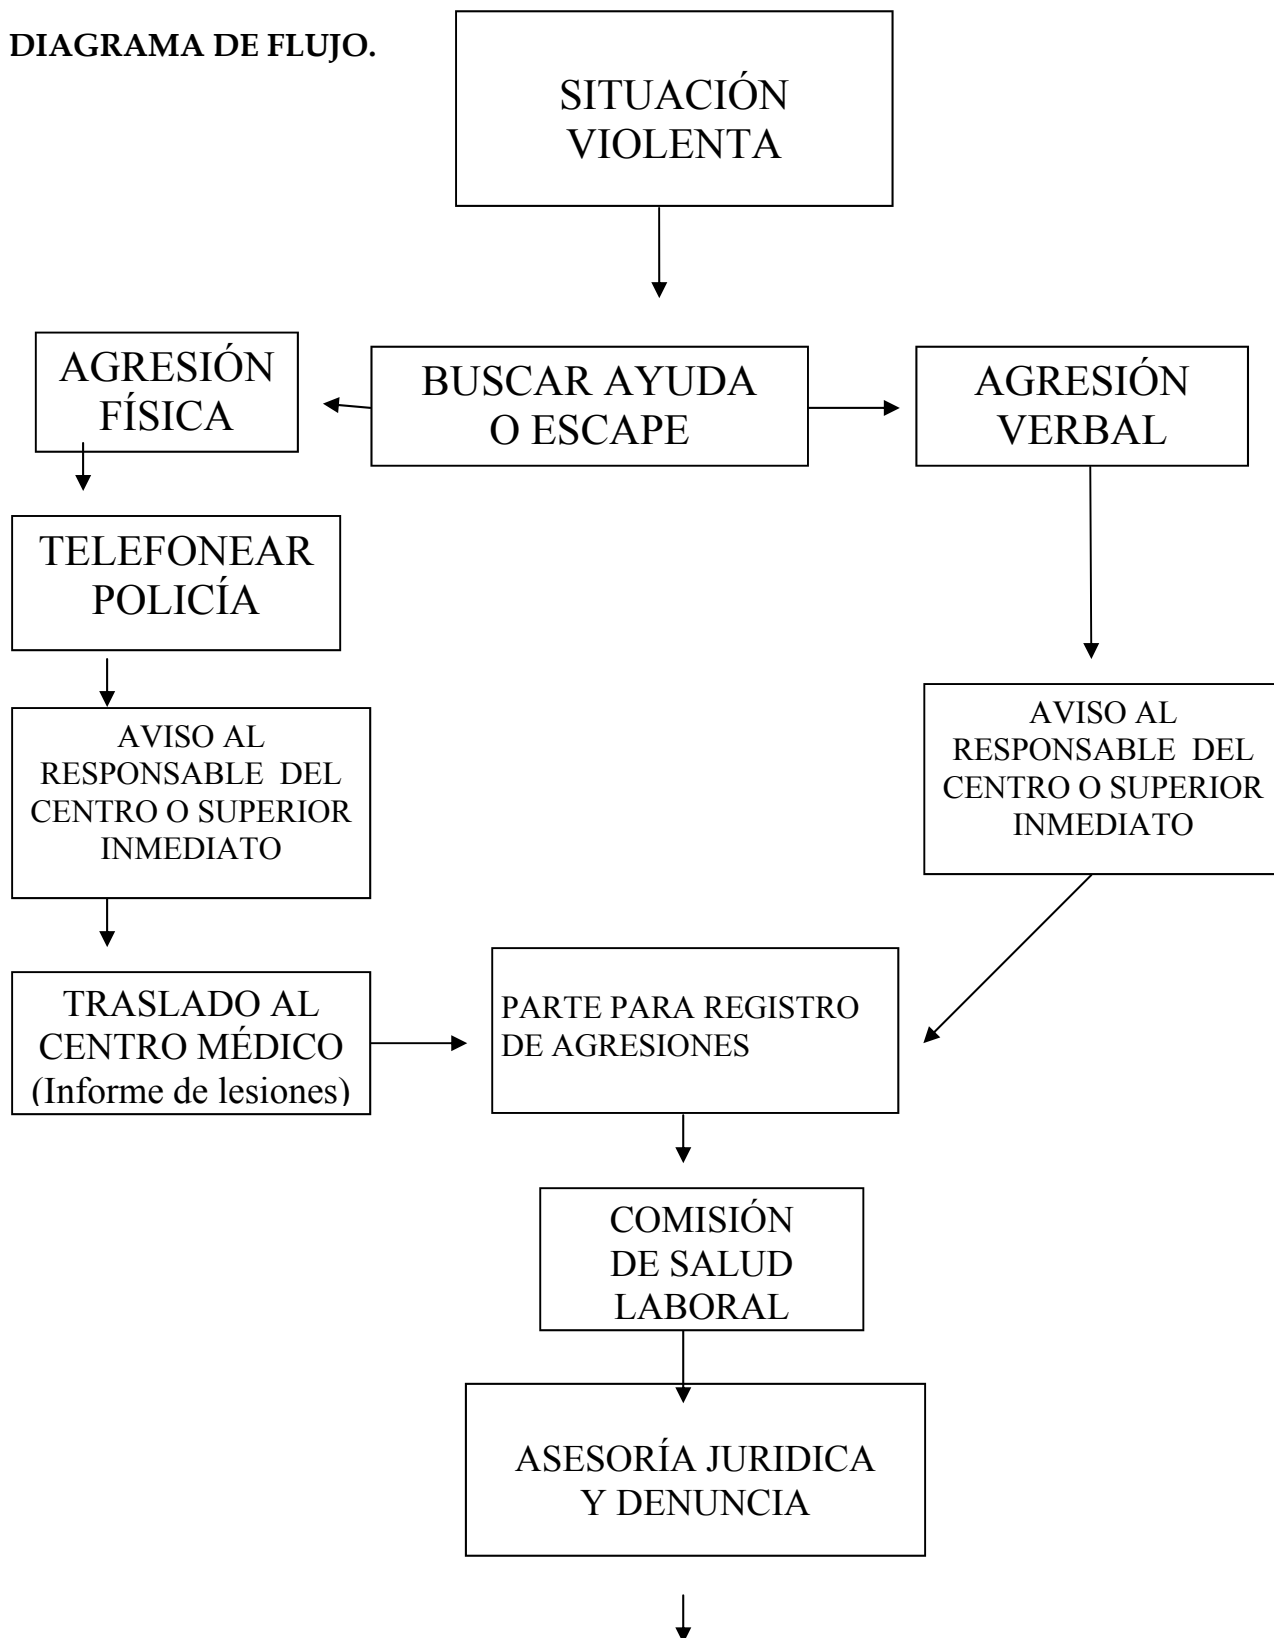 DIAGRAMA DE FLUJO.
SITUACIÓN
VIOLENTA
AGRESIÓN
FÍSICA
BUSCAR AYUDA
O ESCAPE
AGRESIÓN
VERBAL
TELEFONEAR
POLICÍA
AVISO AL
RESPONSABLE DEL
CENTRO O SUPERIOR
INMEDIATO
AVISO AL
RESPONSABLE DEL
CENTRO O SUPERIOR
INMEDIATO
TRASLADO AL
CENTRO MÉDICO
(Informe de lesiones)
PARTE PARA REGISTRO
DE AGRESIONES
COMISIÓN
DE SALUD
LABORAL
ASESORÍA JURIDICA
Y DENUNCIA